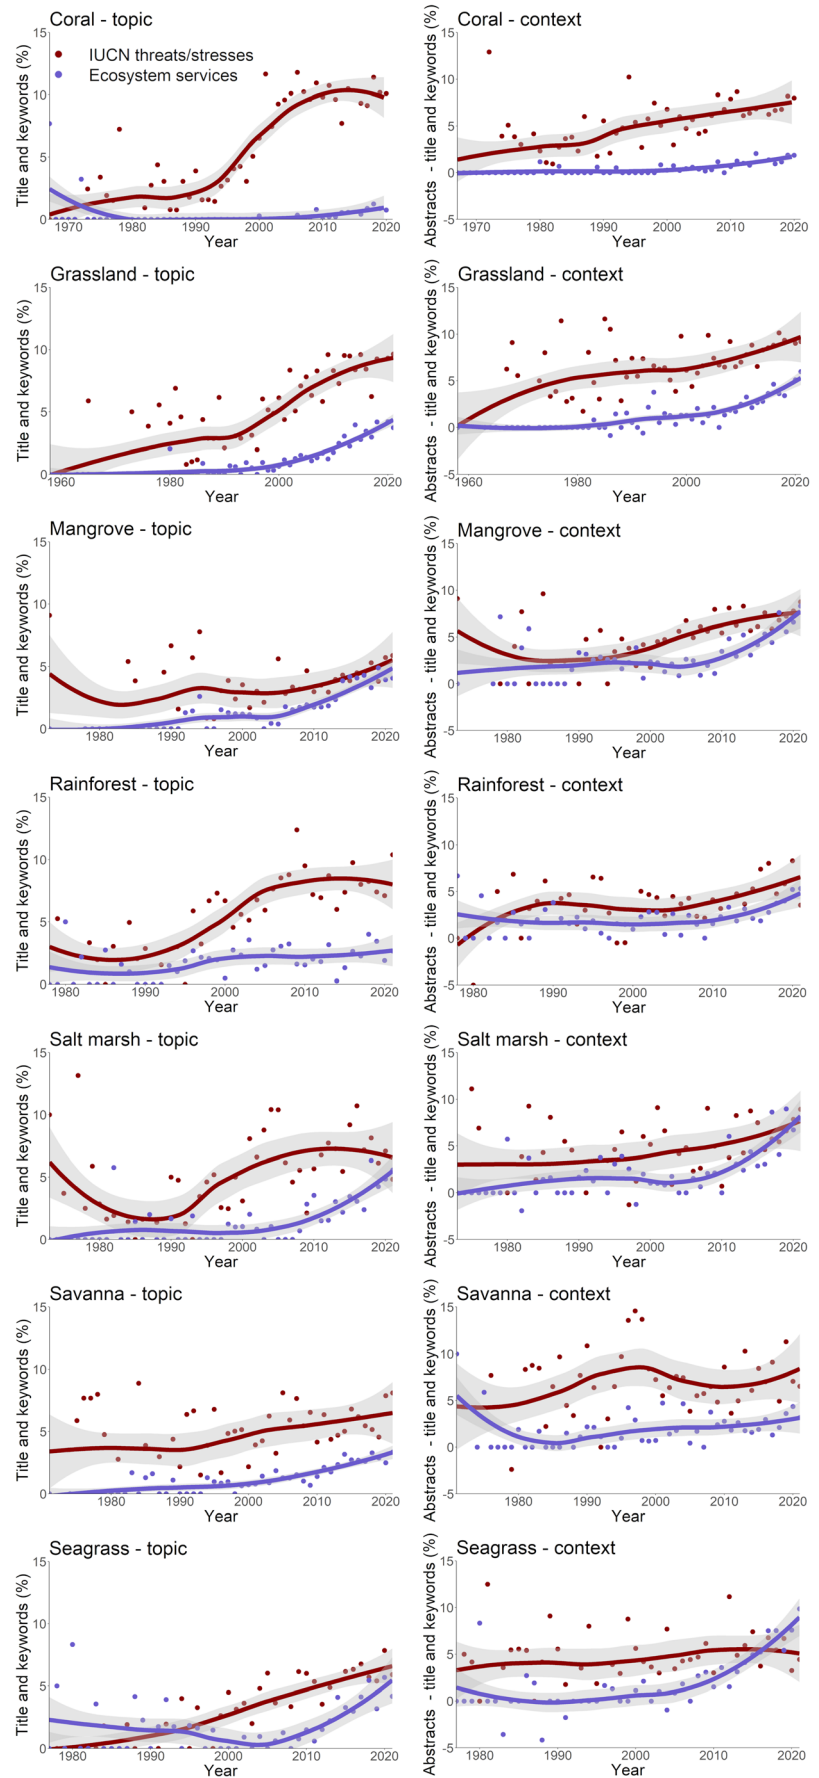 Coral - topic
15
10
5
0
Title and keywords (%)
IUCN threats/stresses
Ecosystem services
1970 1980 1990 2000 2010 2020
Year
Coral - context
15
10
5
0
-5
Abstracts - title and keywords (%)
1970 1980 1990 2000 2010 2020
Year
Grassland - topic
15
10
5
0
Title and keywords (%)
1960 1980 2000 2020
Year
Grassland - context
15
10
5
0
-5
Abstracts - title and keywords (%)
1960 1980 2000 2020
Year
Mangrove - topic
15
10
5
0
Title and keywords (%)
1980 1990 2000 2010 2020
Year
Mangrove - context
15
10
5
0
-5
Abstracts - title and keywords (%)
1980 1990 2000 2010 2020
Year
Rainforest - topic
15
10
5
0
Title and keywords (%)
1980 1990 2000 2010 2020
Year
Rainforest - context
15
10
5
0
-5
Abstracts - title and keywords (%)
1980 1990 2000 2010 2020
Year
Salt marsh - topic
15
10
5
0
Title and keywords (%)
1980 1990 2000 2010 2020
Year
Salt marsh - context
15
10
5
0
-5
Abstracts - title and keywords (%)
1980 1990 2000 2010 2020
Year
Savanna - topic
15
10
5
0
Title and keywords (%)
1980 1990 2000 2010 2020
Year
Savanna - context
15
10
5
0
-5
Abstracts - title and keywords (%)
1980 1990 2000 2010 2020
Year
Seagrass - topic
15
10
5
0
Title and keywords (%)
1980 1990 2000 2010 2020
Year
Seagrass - context
15
10
5
0
-5
Abstracts - title and keywords (%)
1980 1990 2000 2010 2020
Year